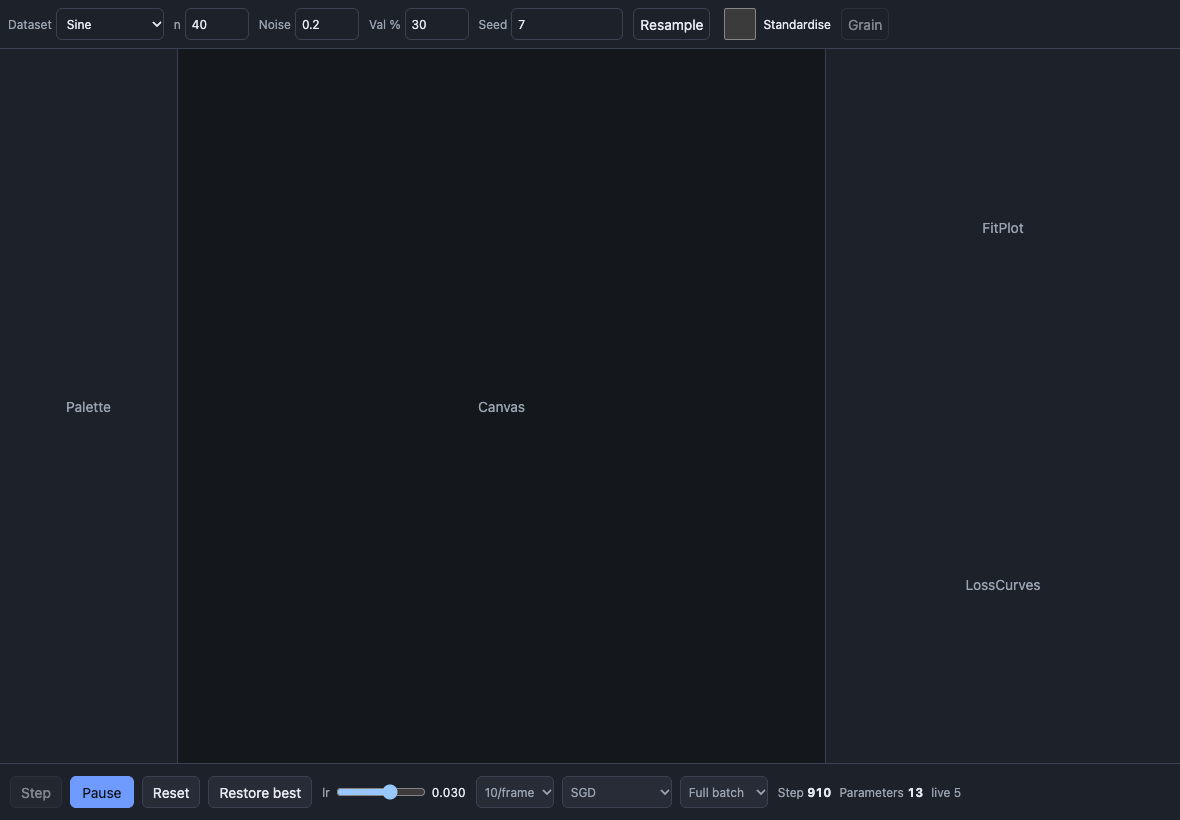 Dataset Sine n 40 Noise 0.2 Val % 30 Seed 7 Resample Standardise Grain
FitPlot
Palette
Canvas
LossCurves
Step Pause Reset Restore best lr 0.030 10/frame SGD Full batch Step 910 Parameters 13 live 5